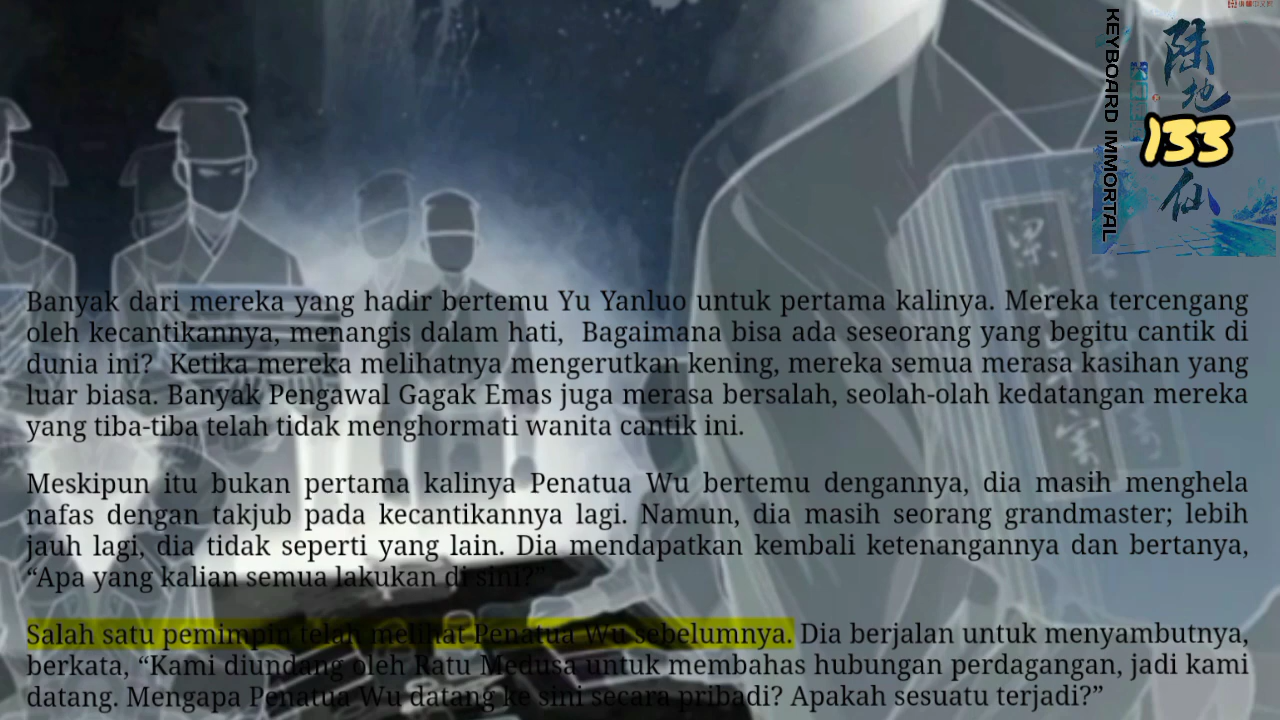 KEYBOARD IMMORTAL
陆地
133
仙
Banyak dari mereka yang hadir bertemu Yu Yanluo untuk pertama kalinya. Mereka tercengang
oleh kecantikannya, menangis dalam hati,  Bagaimana bisa ada seseorang yang begitu cantik di
dunia ini?  Ketika mereka melihatnya mengerutkan kening, mereka semua merasa kasihan yang
luar biasa. Banyak Pengawal Gagak Emas juga merasa bersalah, seolah-olah kedatangan mereka
yang tiba-tiba telah tidak menghormati wanita cantik ini.
Meskipun itu bukan pertama kalinya Penatua Wu bertemu dengannya, dia masih menghela
nafas dengan takjub pada kecantikannya lagi. Namun, dia masih seorang grandmaster; lebih
jauh lagi, dia tidak seperti yang lain. Dia mendapatkan kembali ketenangannya dan bertanya,
“Apa yang kalian semua lakukan di sini?”
Salah satu pemimpin telah melihat Penatua Wu sebelumnya. Dia berjalan untuk menyambutnya,
berkata, “Kami diundang oleh Ratu Medusa untuk membahas hubungan perdagangan, jadi kami
datang. Mengapa Penatua Wu datang ke sini secara pribadi? Apakah sesuatu terjadi?”